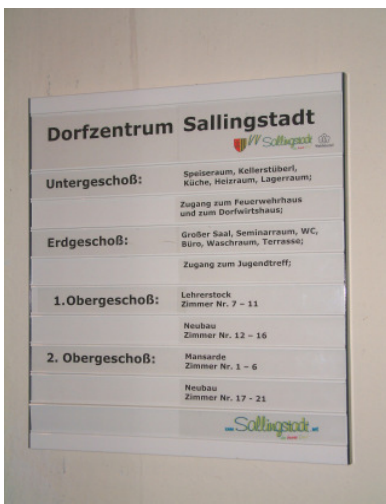 Dorfzentrum Sallingstadt
Sallingstadt
Untergeschoß: Speiseraum, Kellerstüberl,
Küche, Heizraum, Lagerraum;
Zugang zum Feuerwehrhaus
und zum Dorfwirtshaus;
Erdgeschoß: Großer Saal, Seminarraum, WC,
Büro, Waschraum, Terrasse;
Zugang zum Jugendtreff;
1.Obergeschoß: Lehrerstock
Zimmer Nr. 7 – 11
Neubau
Zimmer Nr. 12 – 16
2. Obergeschoß: Mansarde
Zimmer Nr. 1 – 6
Neubau
Zimmer Nr. 17 - 21
Sallingstadt